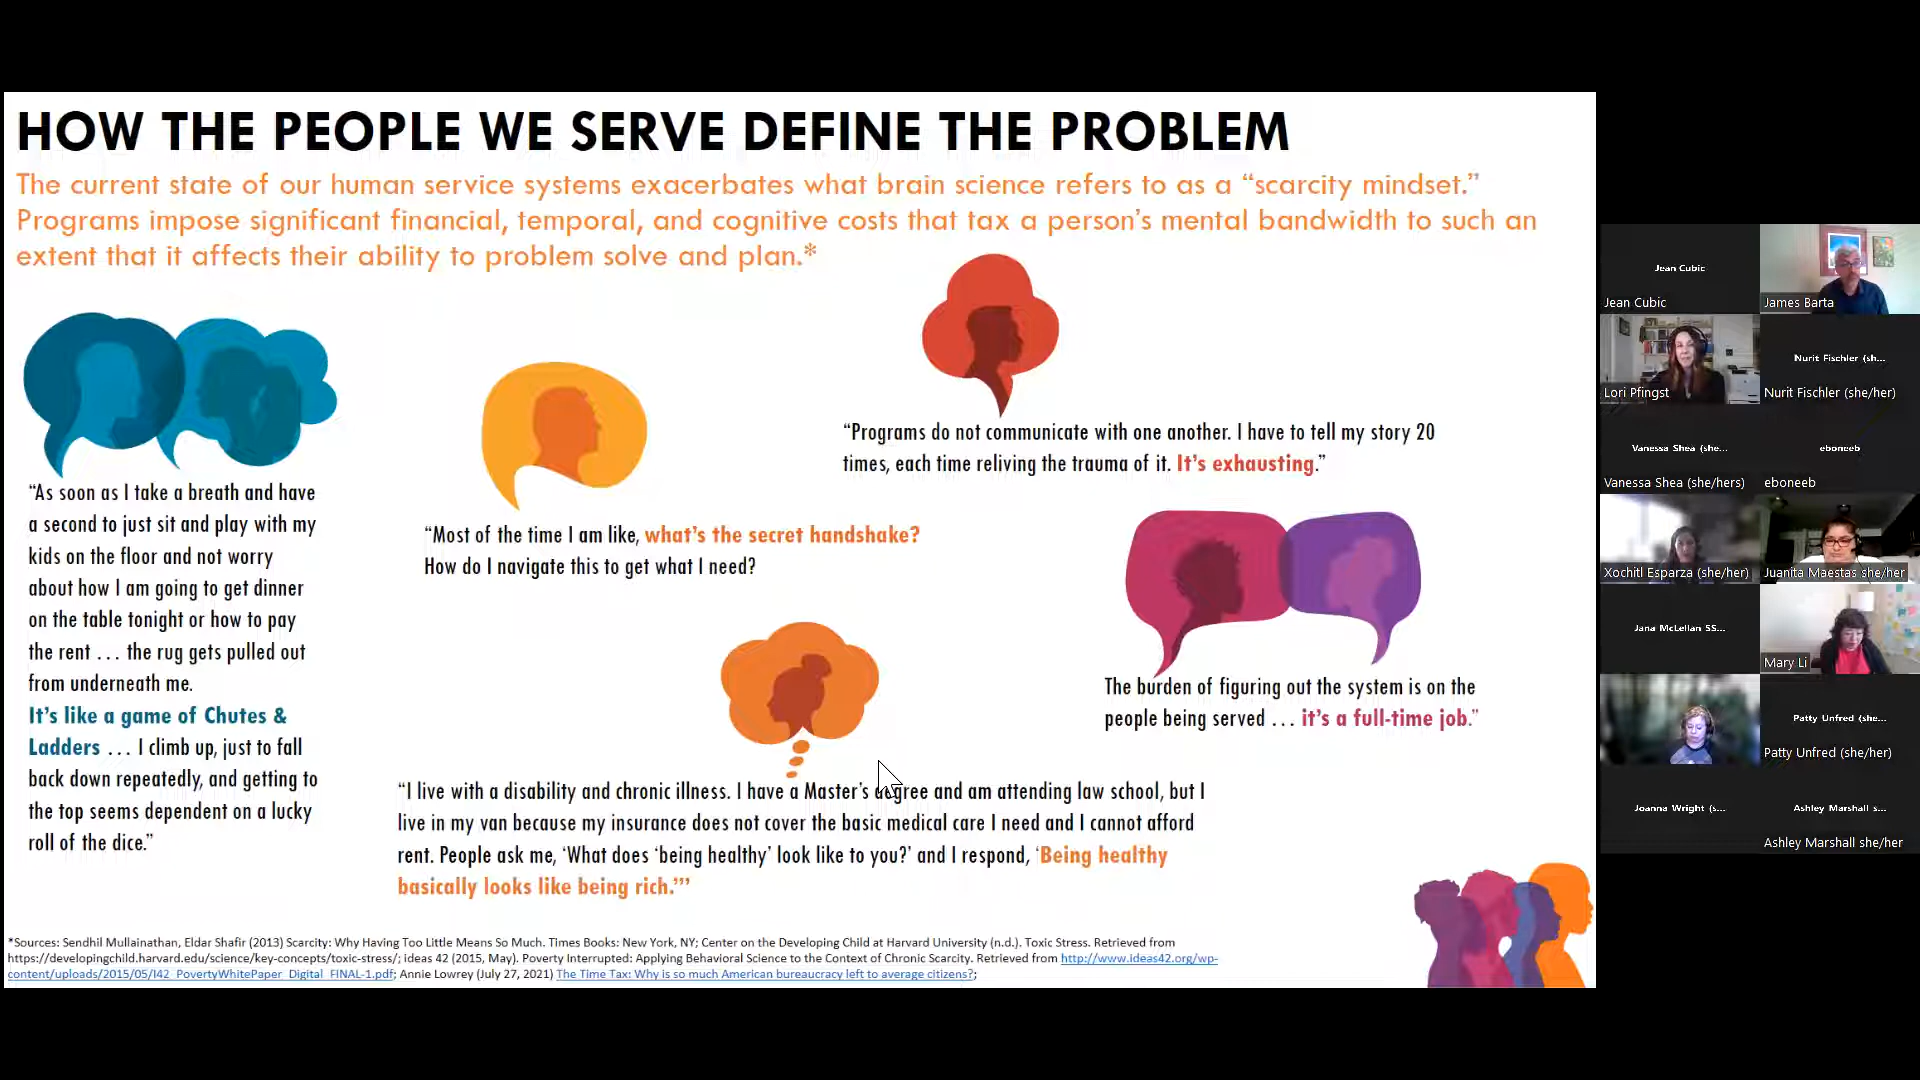 HOW THE PEOPLE WE SERVE DEFINE THE PROBLEM
The current state of our human service systems exacerbates what brain science refers to as a “scarcity mindset.”
Programs impose significant financial, temporal, and cognitive costs that tax a person’s mental bandwidth to such an
extent that it affects their ability to problem solve and plan.*
“As soon as I take a breath and have
a second to just sit and play with my
kids on the floor and not worry
about how I am going to get dinner
on the table tonight or how to pay
the rent … the rug gets pulled out
from underneath me.
It’s like a game of Chutes &
Ladders … I climb up, just to fall
back down repeatedly, and getting to
the top seems dependent on a lucky
roll of the dice.”
“Most of the time I am like, what’s the secret handshake?
How do I navigate this to get what I need?
“Programs do not communicate with one another. I have to tell my story 20
times, each time reliving the trauma of it. It’s exhausting.”
The burden of figuring out the system is on the
people being served … it’s a full-time job.”
“I live with a disability and chronic illness. I have a Master’s degree and am attending law school, but I
live in my van because my insurance does not cover the basic medical care I need and I cannot afford
rent. People ask me, ‘What does ‘being healthy’ look like to you?’ and I respond, ‘Being healthy
basically looks like being rich.’”
*Sources: Sendhil Mullainathan, Eldar Shafir (2013) Scarcity: Why Having Too Little Means So Much. Times Books: New York, NY; Center on the Developing Child at Harvard University (n.d.). Toxic Stress. Retrieved from
https://developingchild.harvard.edu/science/key-concepts/toxic-stress/; ideas 42 (2015, May). Poverty Interrupted: Applying Behavioral Science to the Context of Chronic Scarcity. Retrieved from http://www.ideas42.org/wp-
content/uploads/2015/05/I42_PovertyWhitePaper_Digital_FINAL-1.pdf; Annie Lowrey (July 27, 2021) The Time Tax: Why is so much American bureaucracy left to average citizens?;
Jean Cubic
Jean Cubic
James Barta
Lori Pfingst
Nurit Fischler (sh...
Nurit Fischler (she/her)
Vanessa Shea (she...
Vanessa Shea (she/hers)
eboneeb
eboneeb
Xochitl Esparza (she/her)
Juanita Maestas she/her
Jana McLellan SS...
Mary Li
Patty Unfred (she...
Patty Unfred (she/her)
Joanna Wright (s...
Ashley Marshall s...
Ashley Marshall she/her